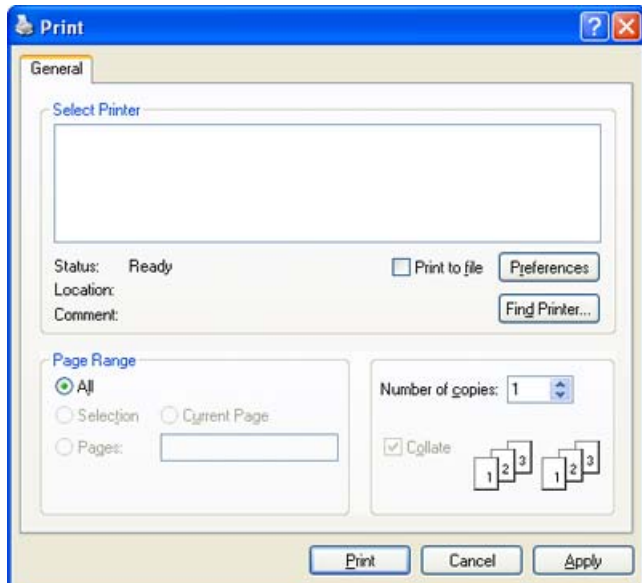 Print
General
Select Printer
Status: Ready
Print to file
Preferences
Location:
Comment:
Find Printer...
Page Range
All
Selection
Current Page
Pages:
Number of copies: 1
Collate
1 2 3 1 2 3
Print
Cancel
Apply